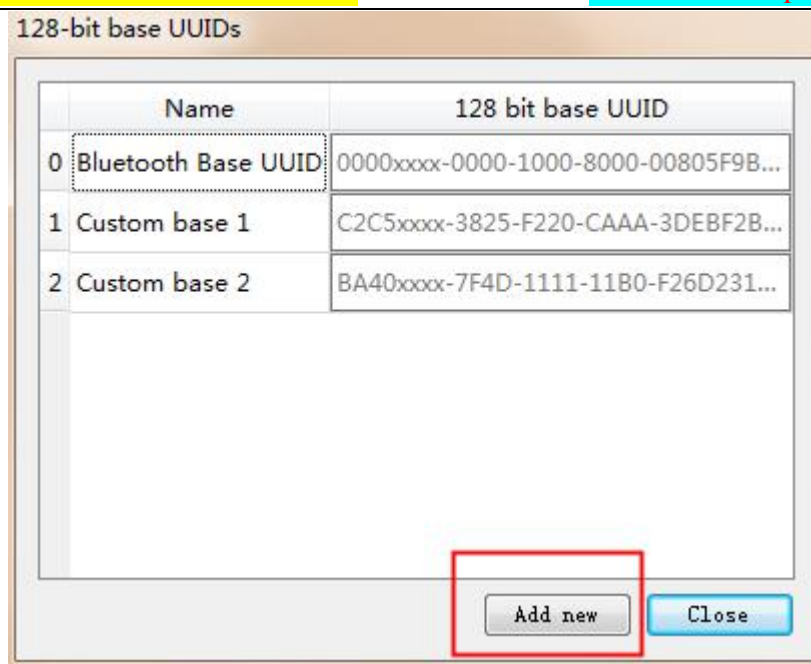 128-bit base UUIDs
Name 128 bit base UUID
0 Bluetooth Base UUID 0000xxxx-0000-1000-8000-00805F9B...
1 Custom base 1 C2C5xxxx-3825-F220-CAAA-3DEBF2B...
2 Custom base 2 BA40xxxx-7F4D-1111-11B0-F26D231...
Add new Close